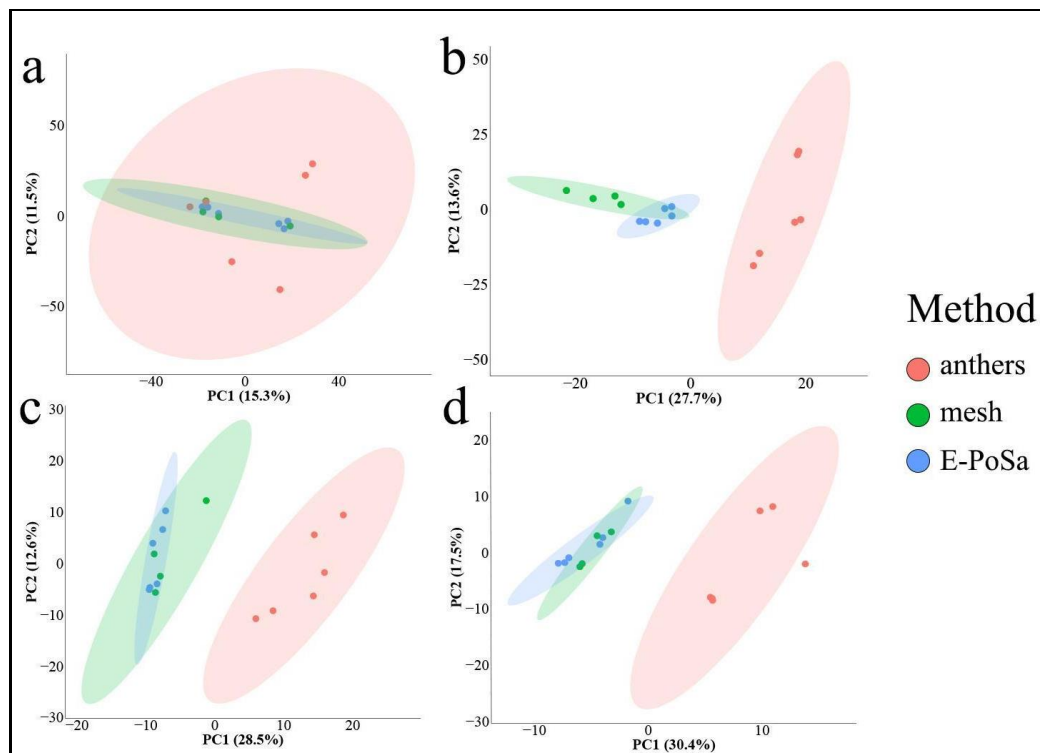 a
PC2 (11.5%)
50
0
−50
−40
0
40
PC1 (15.3%)
b
PC2 (13.6%)
50
25
0
−25
−50
−20
0
20
PC1 (27.7%)
c
PC2 (12.6%)
30
20
10
0
−10
−20
−30
−20
−10
0
10
20
PC1 (28.5%)
d
PC2 (17.5%)
20
10
0
−10
−20
−30
−10
0
10
PC1 (30.4%)
Method
anthers
mesh
E-PoSa